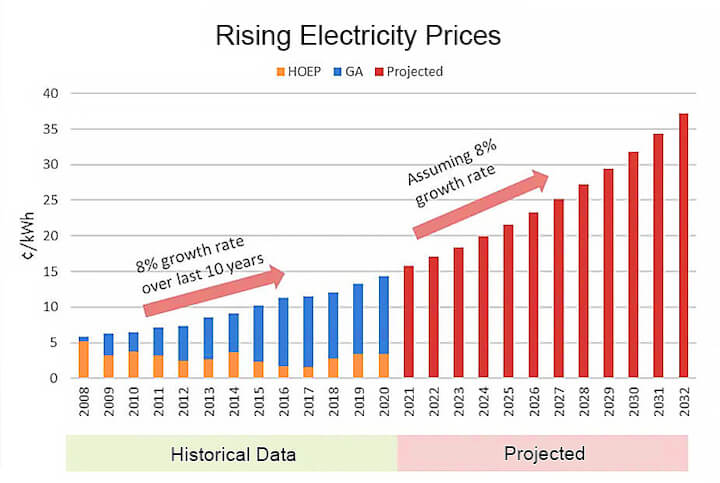 Rising Electricity Prices
HOEP GA Projected
¢/kWh
40
35
30
25
20
15
10
5
0
8% growth rate
over last 10 years
Assuming 8%
growth rate
2008 2009 2010 2011 2012 2013 2014 2015 2016 2017 2018 2019 2020 2021 2022 2023 2024 2025 2026 2027 2028 2029 2030 2031 2032
Historical Data Projected